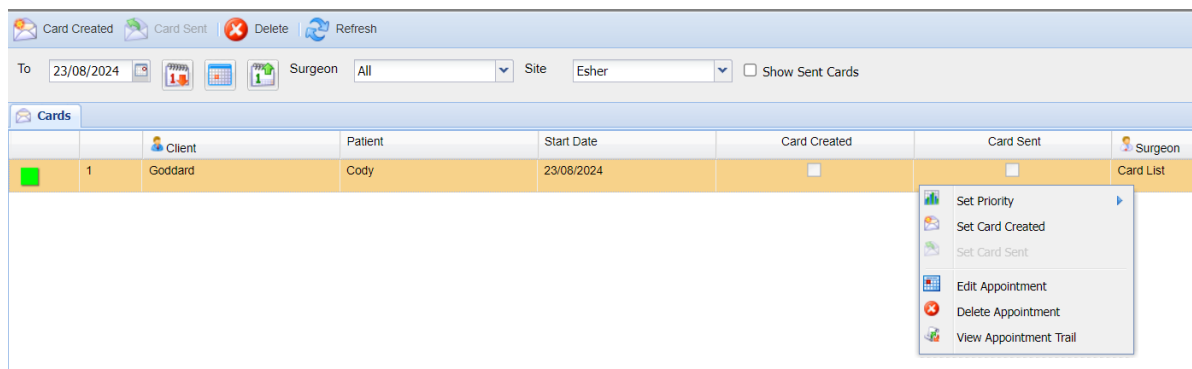 Card Created Card Sent Delete Refresh
To 23/08/2024 1 1 Surgeon All Site Esher Show Sent Cards
Cards
Client Patient Start Date Card Created Card Sent Surgeon
1 Goddard Cody 23/08/2024 Card List
Set Priority
Set Card Created
Set Card Sent
Edit Appointment
Delete Appointment
View Appointment Trail